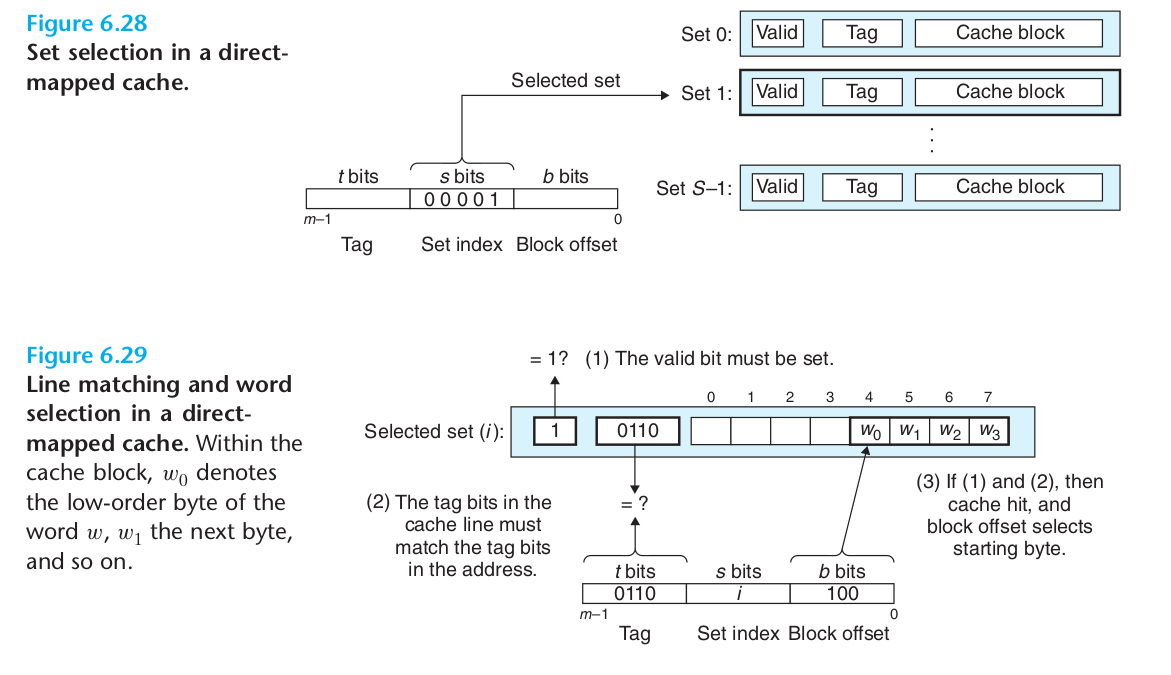 Figure 6.28
Set selection in a direct-
mapped cache.
Set 0: Valid Tag Cache block
Selected set
Set 1: Valid Tag Cache block
. . .
Set S–1: Valid Tag Cache block
t bits s bits b bits
0 0 0 0 1
m–1 0
Tag Set index Block offset
Figure 6.29
Line matching and word
selection in a direct-
mapped cache. Within the
cache block, w0 denotes
the low-order byte of the
word w, w1 the next byte,
and so on.
= 1? (1) The valid bit must be set.
0 1 2 3 4 5 6 7
Selected set (i): 1 0110 w0 w1 w2 w3
(2) The tag bits in the
cache line must
match the tag bits
in the address.
= ?
(3) If (1) and (2), then
cache hit, and
block offset selects
starting byte.
t bits s bits b bits
0110 i 100
m–1 0
Tag Set index Block offset